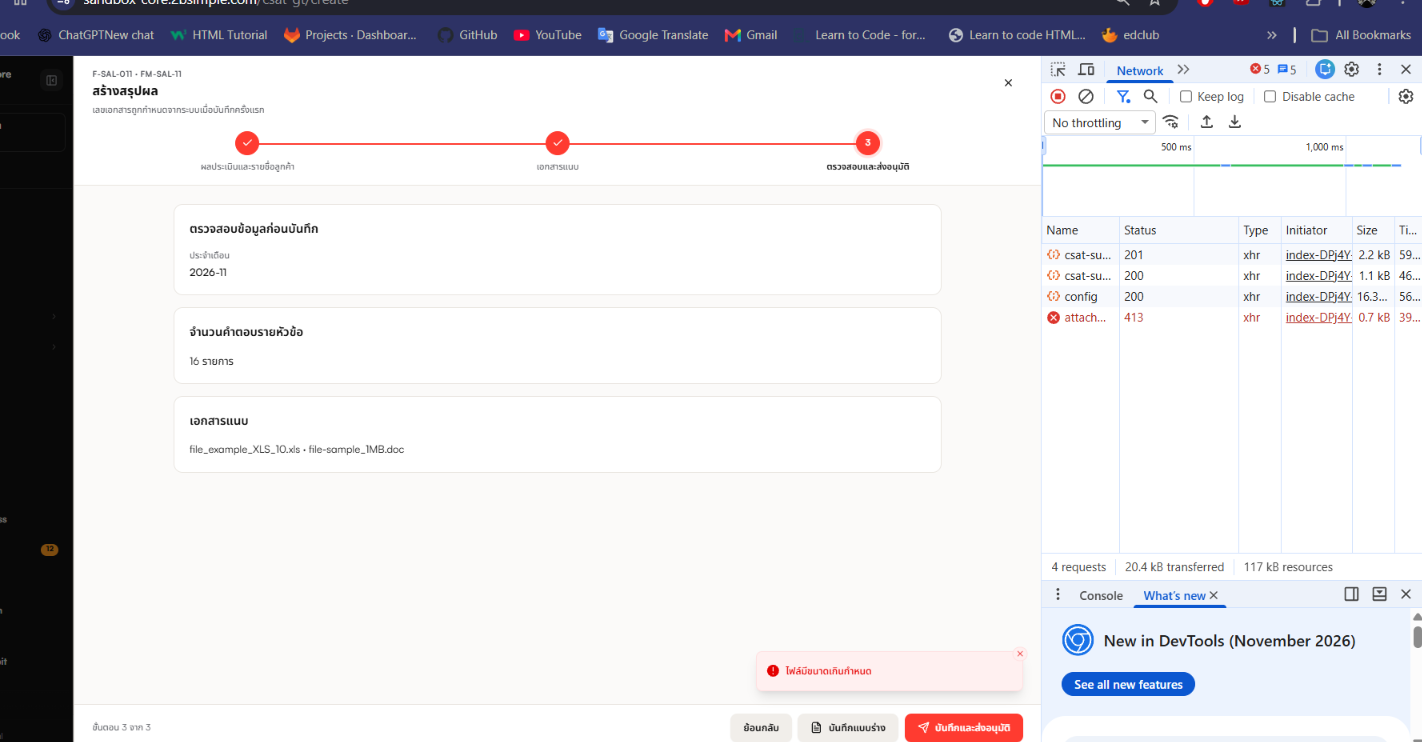 sandbox-core.2bsimple.com/csat-gt/create
ook ChatGPTNew chat HTML Tutorial Projects · Dashboar... GitHub YouTube Google Translate Gmail Learn to Code - for... Learn to code HTML... edclub » All Bookmarks
ore
F-SAL-011 • FM-SAL-11
สร้างสรุปผล
เลขเอกสารถูกกำหนดจากระบบเมื่อบันทึกครั้งแรก
3
ผลประเมินและรายชื่อลูกค้า เอกสารแนบ ตรวจสอบและส่งอนุมัติ
ตรวจสอบข้อมูลก่อนบันทึก
ประจำเดือน
2026-11
จำนวนคำตอบรายหัวข้อ
16 รายการ
เอกสารแนบ
file_example_XLS_10.xls • file-sample_1MB.doc
ss
12
ไฟล์มีขนาดเกินกำหนด
ขั้นตอน 3 จาก 3
ย้อนกลับ บันทึกแบบร่าง บันทึกและส่งอนุมัติ
Network 5 5
Keep log Disable cache
No throttling
500 ms 1,000 ms
Name Status Type Initiator Size Ti...
csat-su... 201 xhr index-DPj4Y- 2.2 kB 59...
csat-su... 200 xhr index-DPj4Y- 1.1 kB 46...
config 200 xhr index-DPj4Y- 16.3... 56...
attach... 413 xhr index-DPj4Y- 0.7 kB 39...
4 requests 20.4 kB transferred 117 kB resources
Console What's new
New in DevTools (November 2026)
See all new features